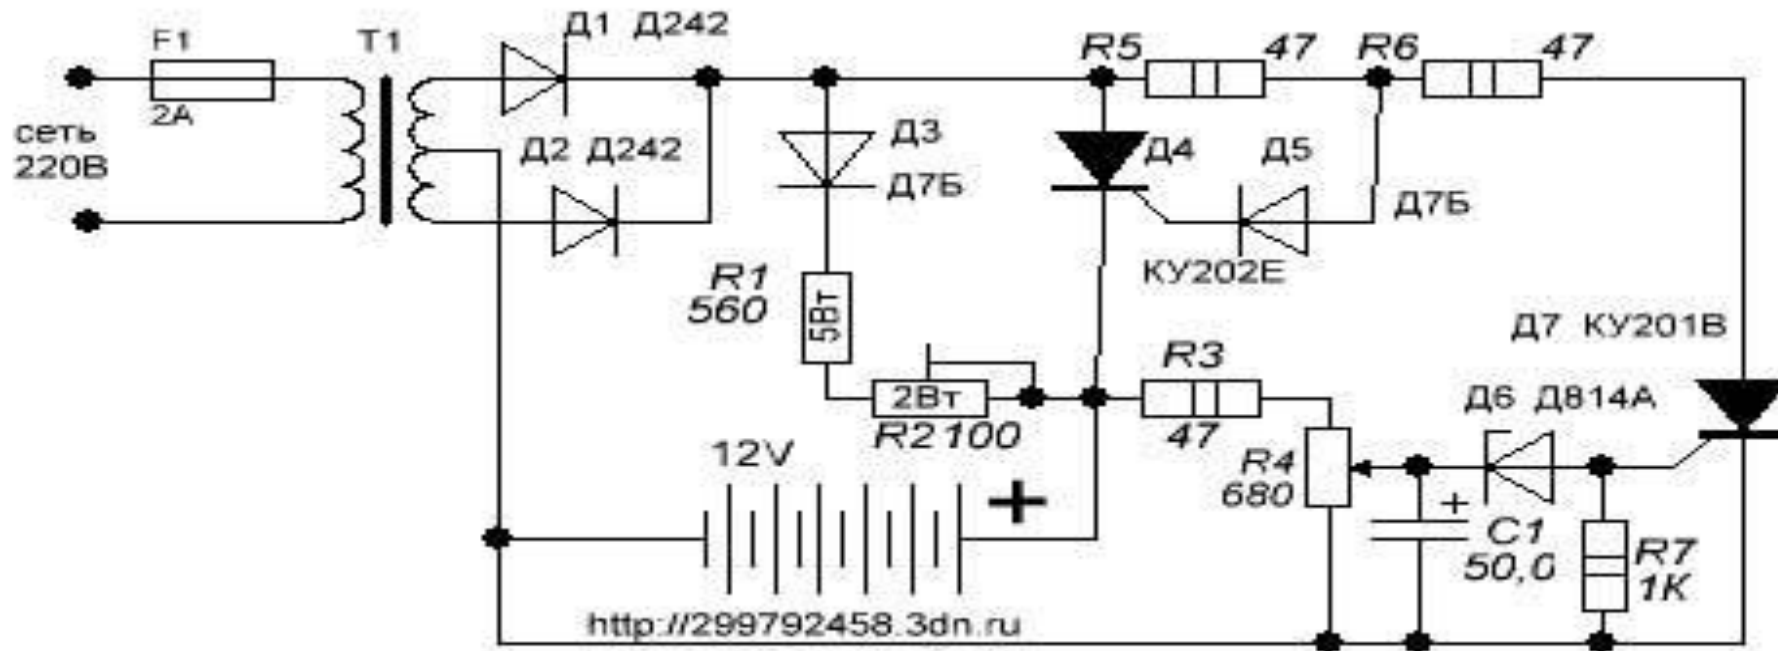 F1
2А
сеть
220В
Т1
Д1 Д242
Д2 Д242
Д3
Д7Б
R1
560
5Вт
2Вт
R2 100
R5 47
R6 47
Д4
КУ202Е
Д5
Д7Б
R3
47
R4
680
Д6 Д814А
Д7 КУ201В
+
C1
50,0
R7
1К
12V
+
http://299792458.3dn.ru